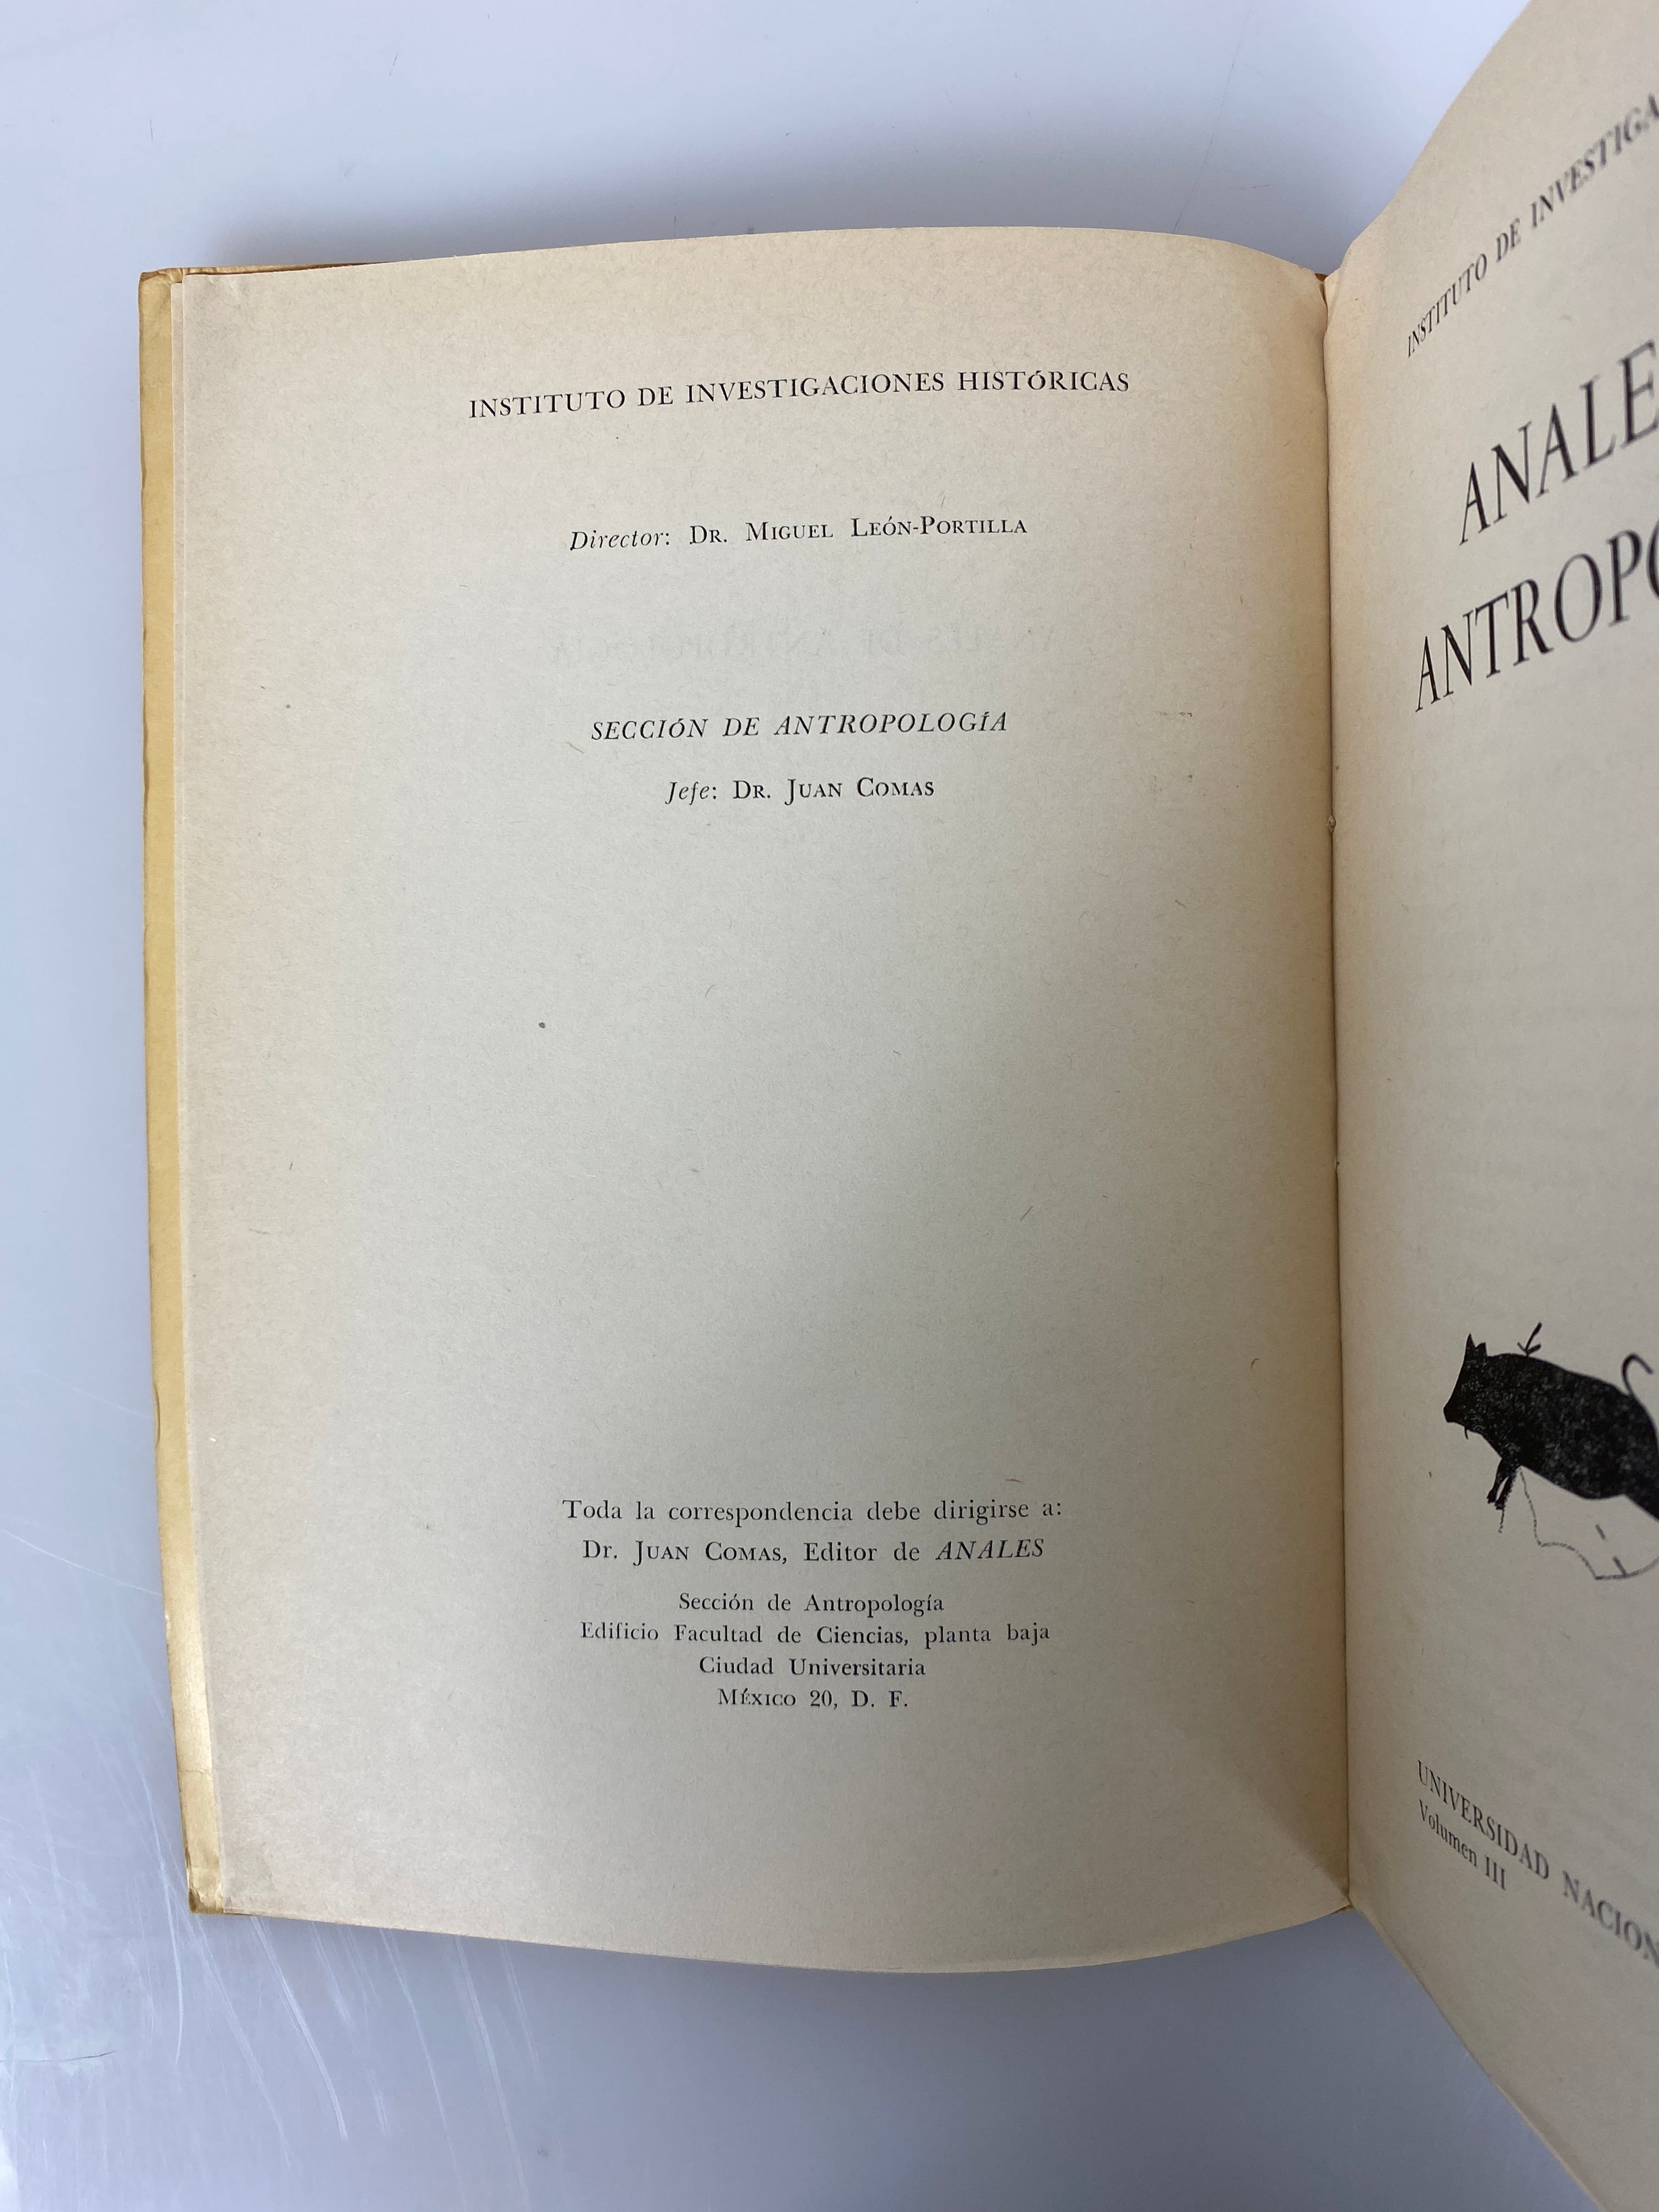 INSTITUTO DE INVESTIGACIONES HISTÓRICAS
Director: DR. MIGUEL LEÓN-PORTILLA
SECCIÓN DE ANTROPOLOGÍA
Jefe: DR. JUAN COMAS
Toda la correspondencia debe dirigirse a:
Dr. JUAN COMAS, Editor de ANALES
Sección de Antropología
Edificio Facultad de Ciencias, planta baja
Ciudad Universitaria
MÉXICO 20, D. F.
INSTITUTO DE INVESTIGA
ANALE
ANTROPÓ
UNIVERSIDAD NACION
Volumen III